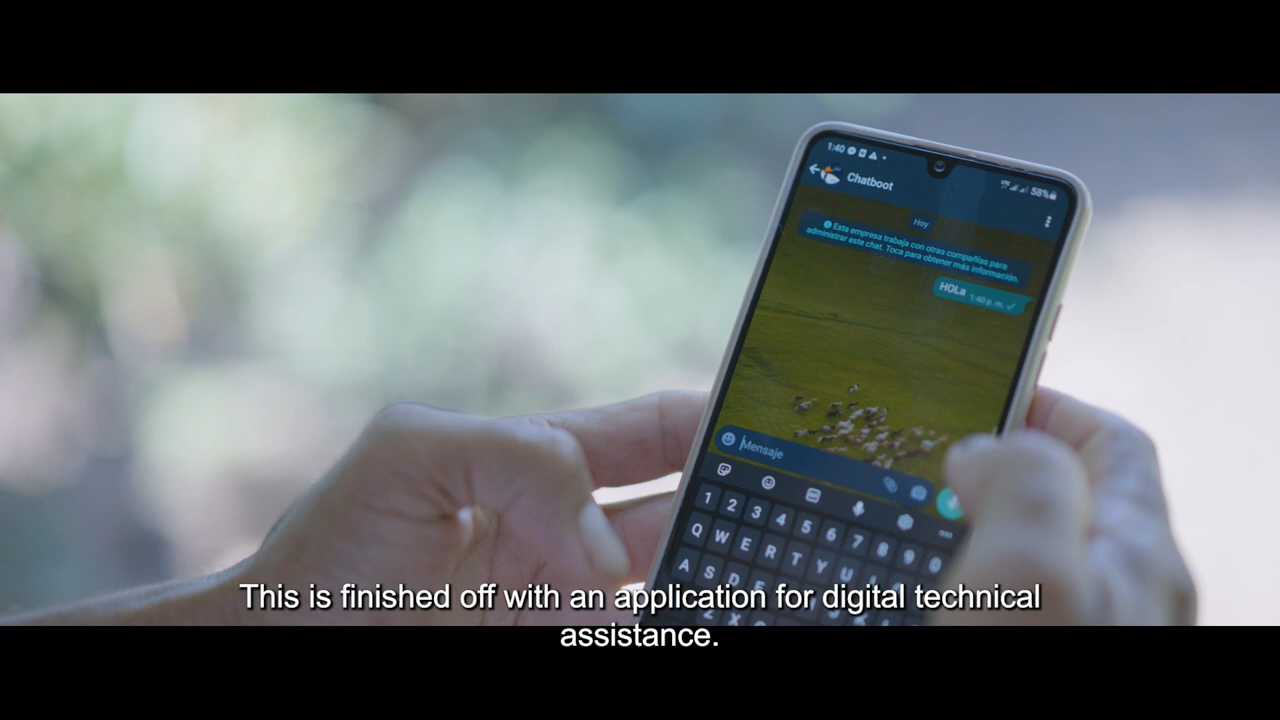 1:40
58%
Chatboot
Hoy
Esta empresa trabaja con otras compañías para
administrar este chat. Toca para obtener más información.
HOLa 1:40 p. m.
Mensaje
1 2 3 4 5 6 7 8 9 0
Q W E R T Y U
A S D F
Z X
This is finished off with an application for digital technical
assistance.